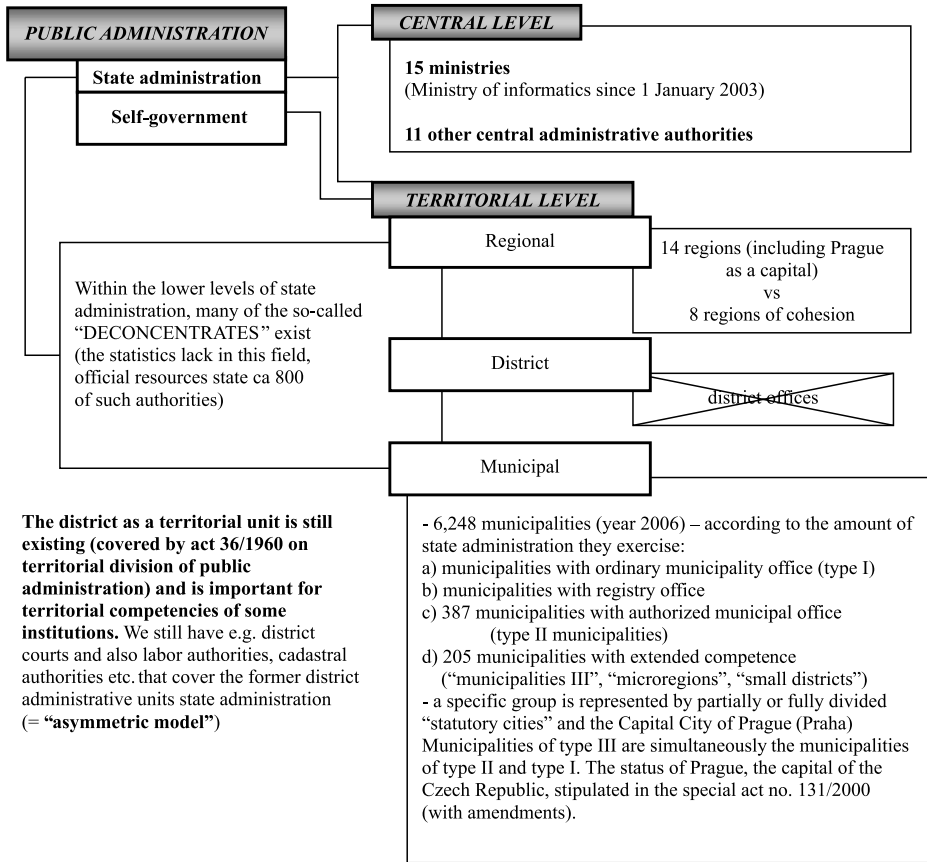 PUBLIC ADMINISTRATION
State administration
Self-government
CENTRAL LEVEL
15 ministries
(Ministry of informatics since 1 January 2003)
11 other central administrative authorities
TERRITORIAL LEVEL
Regional
14 regions (including Prague
as a capital)
vs
8 regions of cohesion
Within the lower levels of state
administration, many of the so-called
“DECONCENTRATES” exist
(the statistics lack in this field,
official resources state ca 800
of such authorities)
District
district offices
Municipal
The district as a territorial unit is still
existing (covered by act 36/1960 on
territorial division of public
administration) and is important for
territorial competencies of some
institutions. We still have e.g. district
courts and also labor authorities, cadastral
authorities etc. that cover the former district
administrative units state administration
(= “asymmetric model”)
- 6,248 municipalities (year 2006) – according to the amount of
state administration they exercise:
a) municipalities with ordinary municipality office (type I)
b) municipalities with registry office
c) 387 municipalities with authorized municipal office
(type II municipalities)
d) 205 municipalities with extended competence
(“municipalities III”, “microregions”, “small districts”)
- a specific group is represented by partially or fully divided
“statutory cities” and the Capital City of Prague (Praha)
Municipalities of type III are simultaneously the municipalities
of type II and type I. The status of Prague, the capital of the
Czech Republic, stipulated in the special act no. 131/2000
(with amendments).